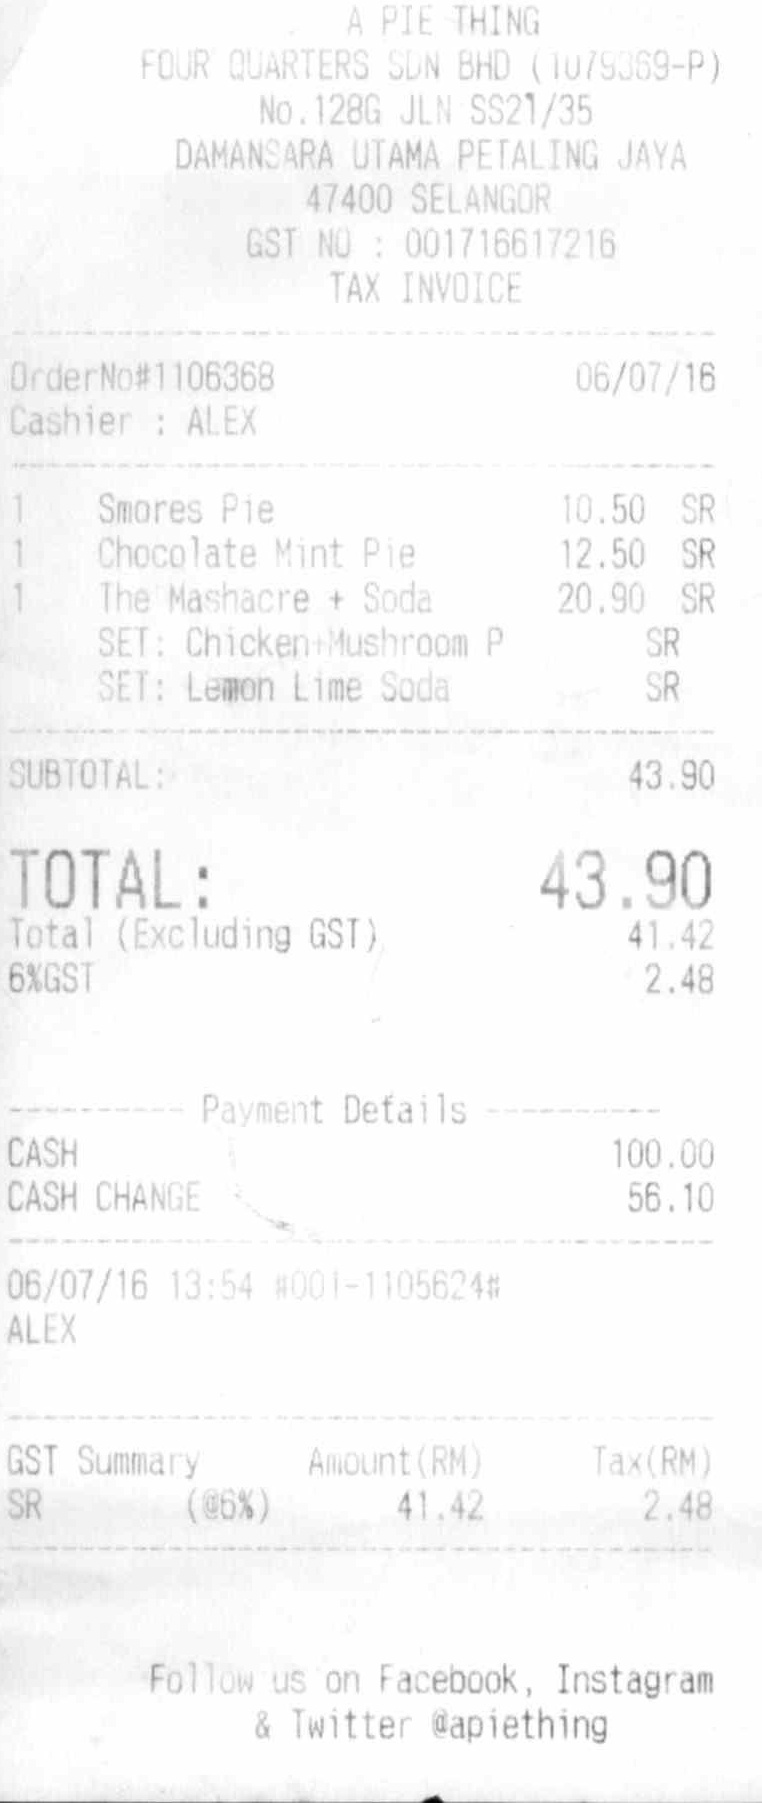 A PIE THING
FOUR QUARTERS SDN BHD (1079369-P)
No.128G JLN SS21/35
DAMANSARA UTAMA PETALING JAYA
47400 SELANGOR
GST NO : 001716617216
TAX INVOICE
OrderNo#1106368 06/07/16
Cashier : ALEX
1 Smores Pie 10.50 SR
1 Chocolate Mint Pie 12.50 SR
1 The Mashacre + Soda 20.90 SR
SET: Chicken+Mushroom P SR
SET: Lemon Lime Soda SR
SUBTOTAL: 43.90
TOTAL: 43.90
Total (Excluding GST) 41.42
6%GST 2.48
---------- Payment Details ----------
CASH 100.00
CASH CHANGE 56.10
06/07/16 13:54 #001-1105624#
ALEX
GST Summary Amount(RM) Tax(RM)
SR (@6%) 41.42 2.48
Follow us on Facebook, Instagram
& Twitter @apiething